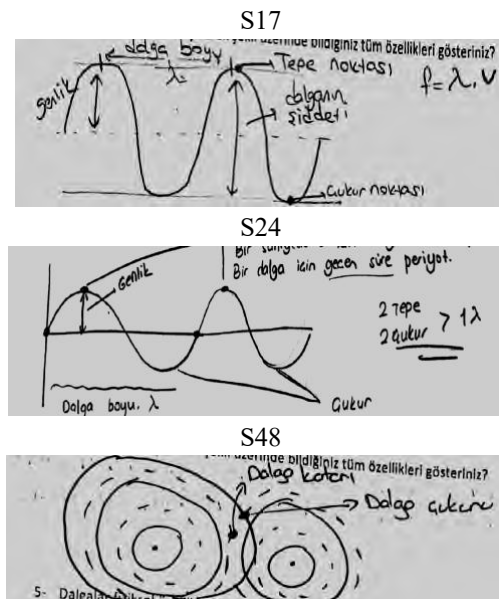 S17
üzerinde bildiğiniz tüm özellikleri gösteriniz?
dalga boyu
λ
Tepe noktası
f = λ . V
Genlik
dalganın
şiddeti
Çukur noktası
S24
Bir
Bir dalga için geçen süre periyot.
Genlik
2 Tepe
2 Çukur > 1λ
Dalga boyu. λ
Çukur
S48
üzerinde bildiğiniz tüm özellikleri gösteriniz?
Dalga
Dalga çukuru
5- Dalgalar